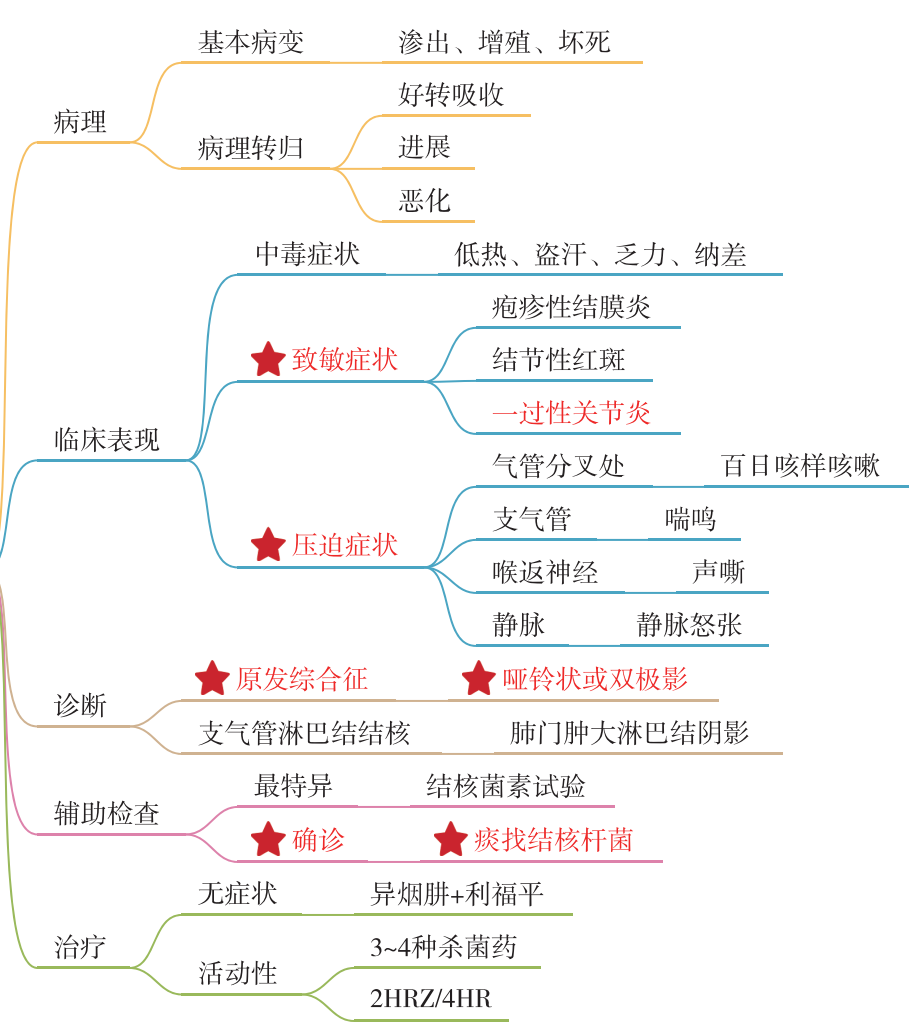 基本病变 渗出、增殖、坏死
好转吸收
病理
病理转归 进展
恶化
中毒症状 低热、盗汗、乏力、纳差
疱疹性结膜炎
致敏症状 结节性红斑
一过性关节炎
临床表现
气管分叉处 百日咳样咳嗽
支气管 喘鸣
压迫症状
喉返神经 声嘶
静脉 静脉怒张
原发综合征 哑铃状或双极影
诊断
支气管淋巴结结核 肺门肿大淋巴结阴影
最特异 结核菌素试验
辅助检查
确诊 痰找结核杆菌
无症状 异烟肼+利福平
治疗 3~4种杀菌药
活动性
2HRZ/4HR